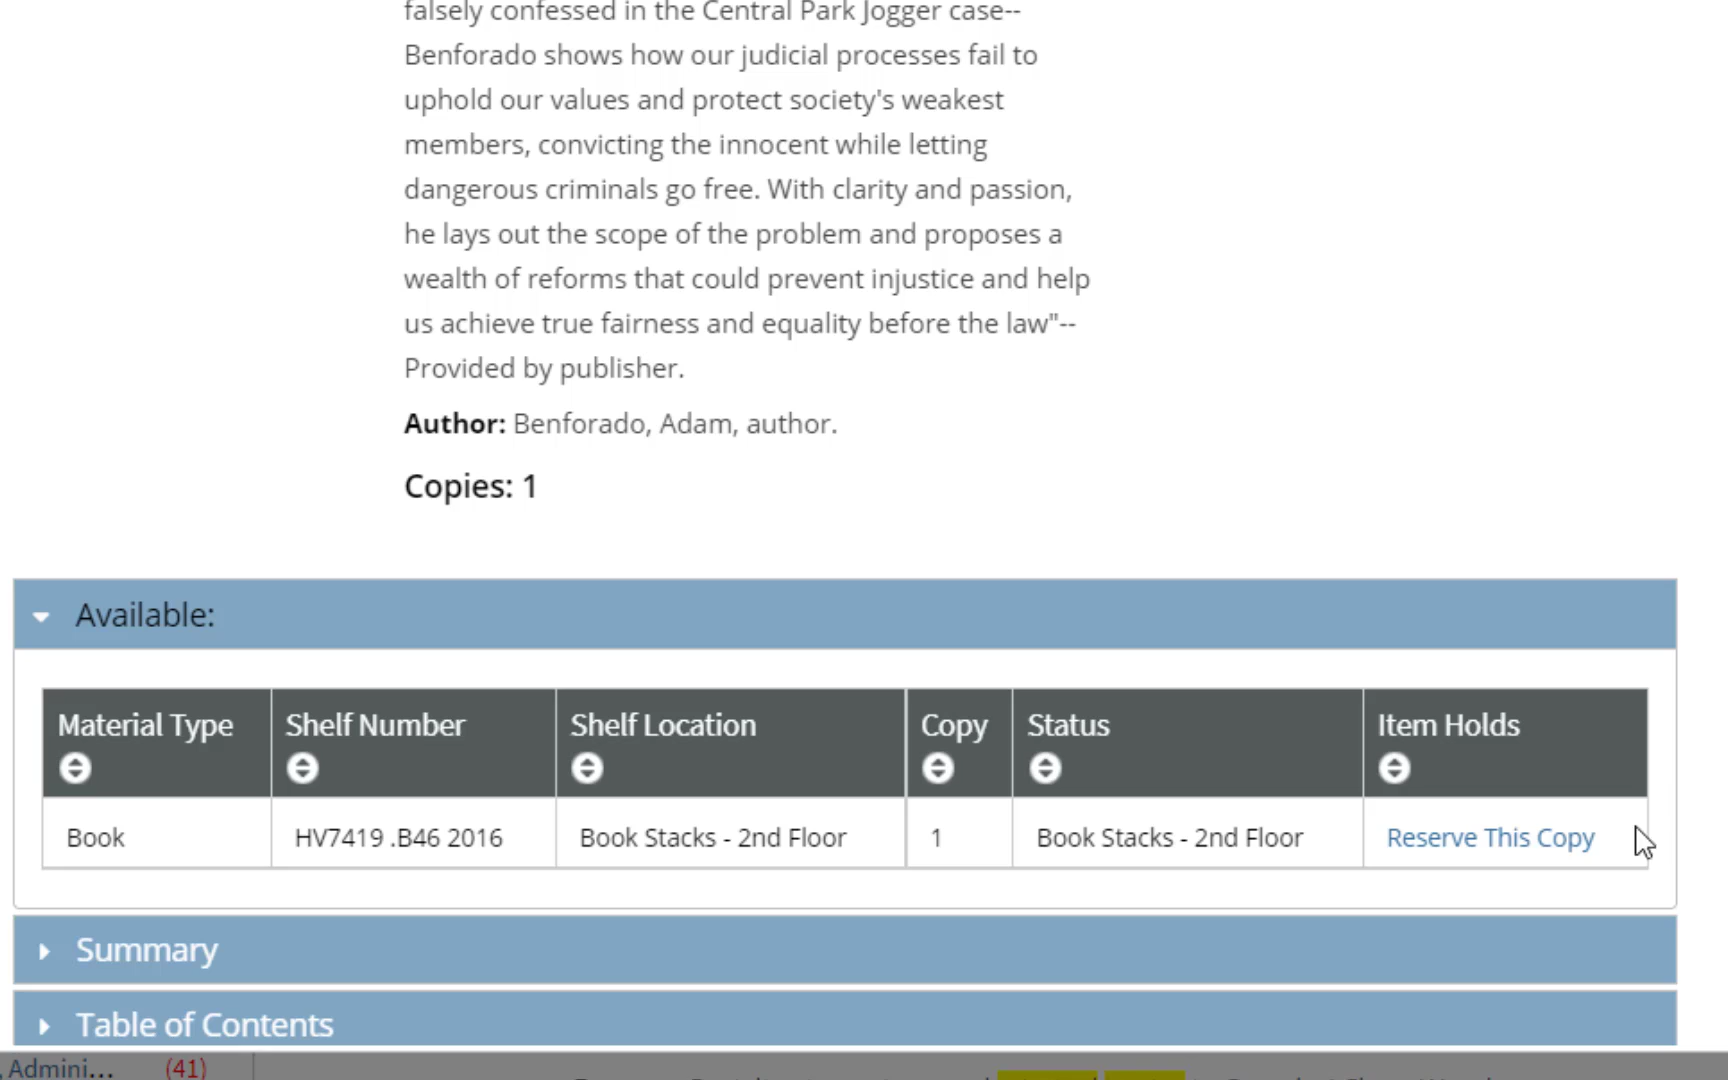 falsely confessed in the Central Park Jogger case--
Benforado shows how our judicial processes fail to
uphold our values and protect society's weakest
members, convicting the innocent while letting
dangerous criminals go free. With clarity and passion,
he lays out the scope of the problem and proposes a
wealth of reforms that could prevent injustice and help
us achieve true fairness and equality before the law"--
Provided by publisher.
Author: Benforado, Adam, author.
Copies: 1
Available:
Material Type Shelf Number Shelf Location Copy Status Item Holds
Book HV7419 .B46 2016 Book Stacks - 2nd Floor 1 Book Stacks - 2nd Floor Reserve This Copy
Summary
Table of Contents
, Admini... (41)